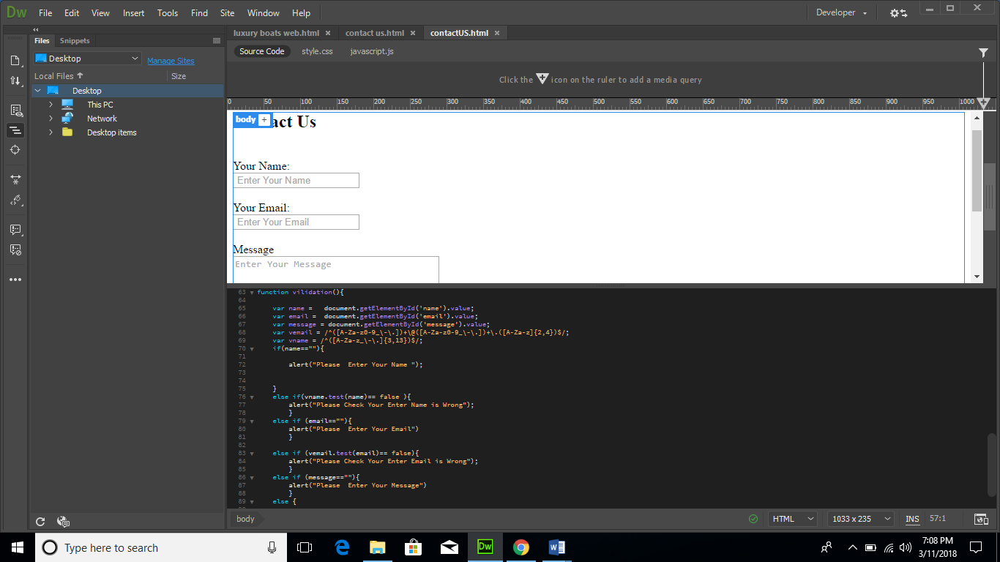 Dw File Edit View Insert Tools Find Site Window Help Developer
Files Snippets
Desktop Manage Sites
Local Files Size
Desktop
This PC
Network
Desktop items
luxury boats web.html × contact us.html × contactUS.html ×
Source Code style.css javascript.js
Click the icon on the ruler to add a media query
0 50 100 150 200 250 300 350 400 450 500 550 600 650 700 750 800 850 900 950 1000
body + act Us
Your Name:
Enter Your Name
Your Email:
Enter Your Email
Message
Enter Your Message
63 function vilidation(){
64
65 var name = document.getElementById('name').value;
66 var email = document.getElementById('email').value;
67 var message = document.getElementById('message').value;
68 var vemail = /^([A-Za-z0-9_\-\.])+\@([A-Za-z0-9_\-\.])+\.([A-Za-z]{2,4})$/;
69 var vname = /^([A-Za-z_\-\.]{3,13})$/;
70 if(name==""){
71
72 alert("Please  Enter Your Name ");
73
74
75 }
76 else if(vname.test(name)== false ){
77 alert("Please Check Your Enter Name is Wrong");
78 }
79 else if (email==""){
80 alert("Please  Enter Your Email")
81 }
82
83 else if (vemail.test(email)== false){
84 alert("Please Check Your Enter Email is Wrong");
85 }
86 else if (message==""){
87 alert("Please  Enter Your Message")
88 }
89 else {
body HTML 1033 x 235 INS 57:1
Type here to search
Dw
7:08 PM
3/11/2018